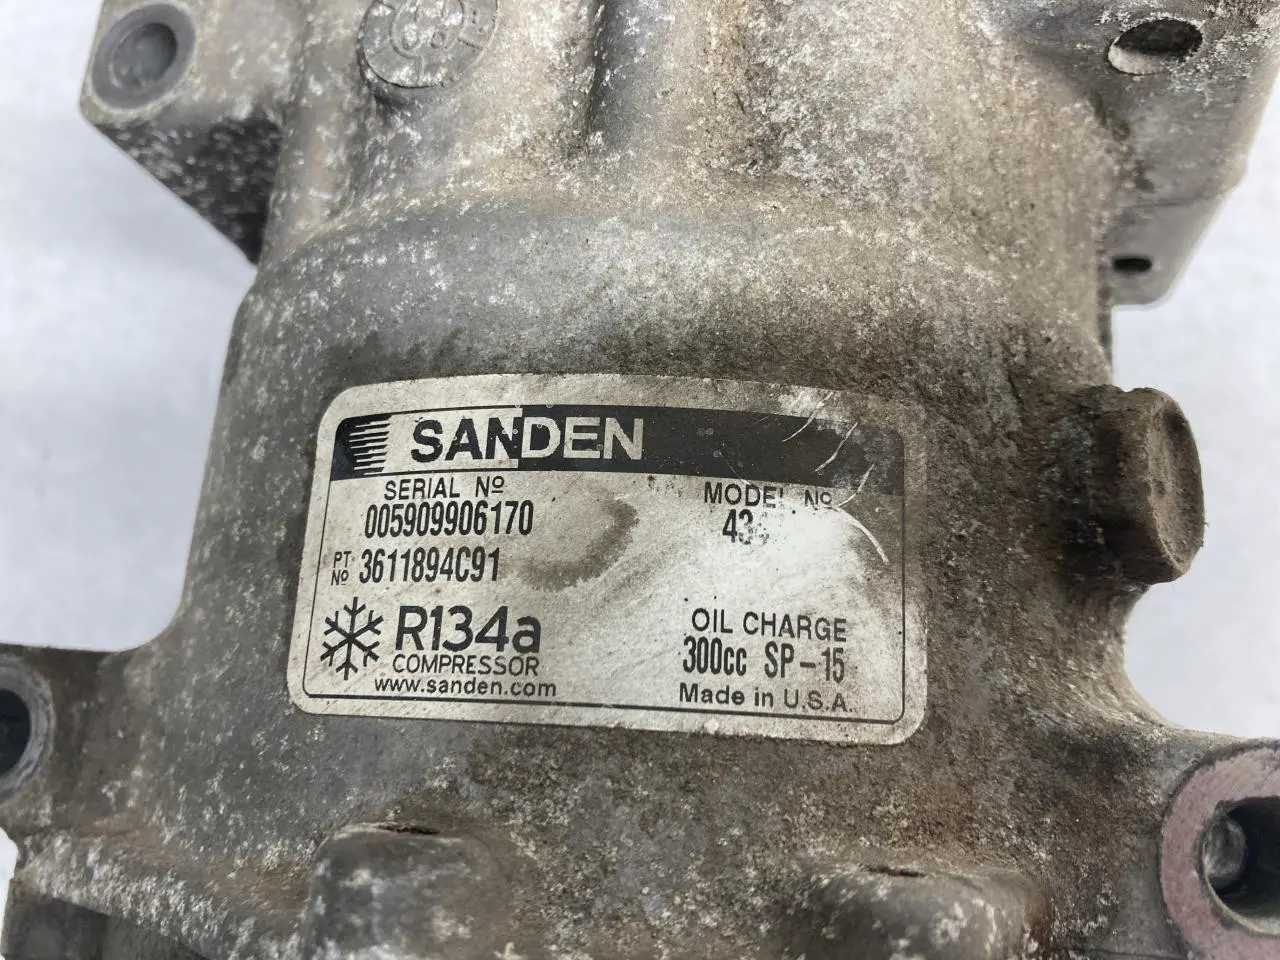 SANDEN
SERIAL Nº
005909906170
MODEL Nº
PT Nº 3611894C91
R134a
COMPRESSOR
www.sanden.com
OIL CHARGE
300cc SP-15
Made in U.S.A.